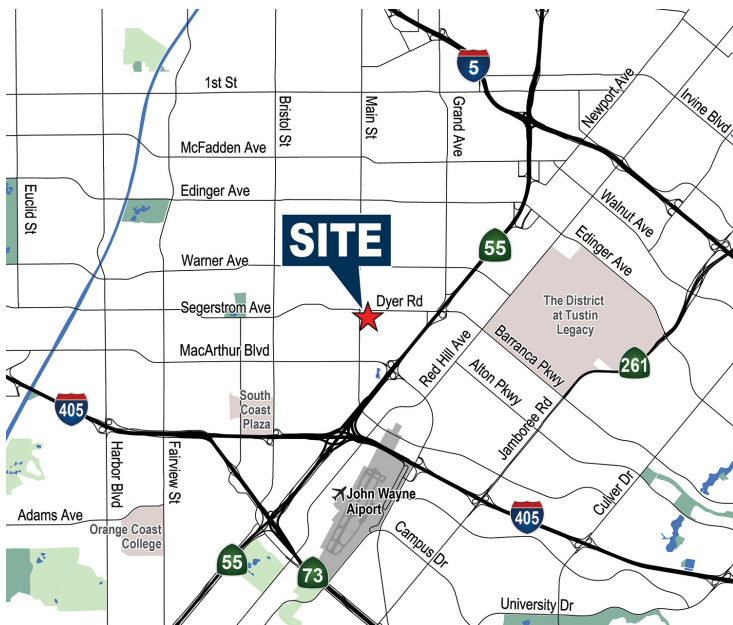 5
1st St
Bristol St
Main St
Grand Ave
Newport Ave
Irvine Blvd
McFadden Ave
Euclid St
Edinger Ave
Walnut Ave
SITE
55
Edinger Ave
Warner Ave
Segerstrom Ave
Dyer Rd
The District
at Tustin
Legacy
MacArthur Blvd
Red Hill Ave
Barranca Pkwy
261
Alton Pkwy
405
South
Coast
Plaza
Jamboree Rd
Harbor Blvd
Fairview St
John Wayne
Aiport
Culver Dr
405
Adams Ave
Orange Coast
College
Campus Dr
55
73
University Dr